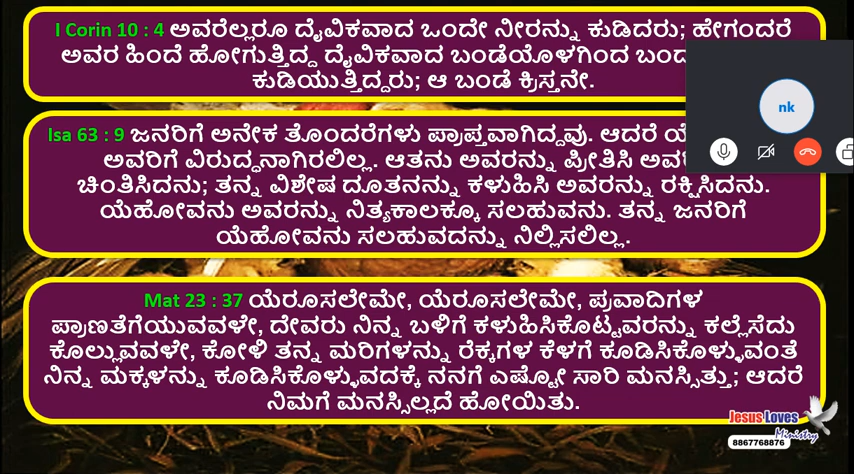 I Corin 10 : 4 ಅವರೆಲ್ಲರೂ ದೈವಿಕವಾದ ಒಂದೇ ನೀರನ್ನು ಕುಡಿದರು; ಹೇಗಂದರೆ
ಅವರ ಹಿಂದೆ ಹೋಗುತ್ತಿದ್ದ ದೈವಿಕವಾದ ಬಂಡೆಯೊಳಗಿಂದ
ಕುಡಿಯುತ್ತಿದ್ದರು; ಆ ಬಂಡೆ ಕ್ರಿಸ್ತನೇ.
nk
Isa 63 : 9 ಜನರಿಗೆ ಅನೇಕ ತೊಂದರೆಗಳು ಪ್ರಾಪ್ತವಾಗಿದ್ದವು. ಆದರೆ
ಅವರಿಗೆ ವಿರುದ್ಧನಾಗಿರಲಿಲ್ಲ. ಆತನು ಅವರನ್ನು ಪ್ರೀತಿಸಿ
ಚಿಂತಿಸಿದನು; ತನ್ನ ವಿಶೇಷ ದೂತನನ್ನು ಕಳುಹಿಸಿ ಅವರನ್ನು ರಕ್ಷಿಸಿದನು.
ಯೆಹೋವನು ಅವರನ್ನು ನಿತ್ಯಕಾಲಕ್ಕೂ ಸಲಹುವನು. ತನ್ನ ಜನರಿಗೆ
ಯೆಹೋವನು ಸಲಹುವದನ್ನು ನಿಲ್ಲಿಸಲಿಲ್ಲ.
Mat 23 : 37 ಯೆರೂಸಲೇಮೇ, ಯೆರೂಸಲೇಮೇ, ಪ್ರವಾದಿಗಳ
ಪ್ರಾಣತೆಗೆಯುವವಳೇ, ದೇವರು ನಿನ್ನ ಬಳಿಗೆ ಕಳುಹಿಸಿಕೊಟ್ಟವರನ್ನು ಕಲ್ಲೆಸೆದು
ಕೊಲ್ಲುವವಳೇ, ಕೋಳಿ ತನ್ನ ಮರಿಗಳನ್ನು ರೆಕ್ಕೆಗಳ ಕೆಳಗೆ ಕೂಡಿಸಿಕೊಳ್ಳುವಂತೆ
ನಿನ್ನ ಮಕ್ಕಳನ್ನು ಕೂಡಿಸಿಕೊಳ್ಳುವದಕ್ಕೆ ನನಗೆ ಎಷ್ಟೋ ಸಾರಿ ಮನಸ್ಸಿತ್ತು; ಆದರೆ
ನಿಮಗೆ ಮನಸ್ಸಿಲ್ಲದೆ ಹೋಯಿತು.
Jesus Loves
Ministry
8867768876